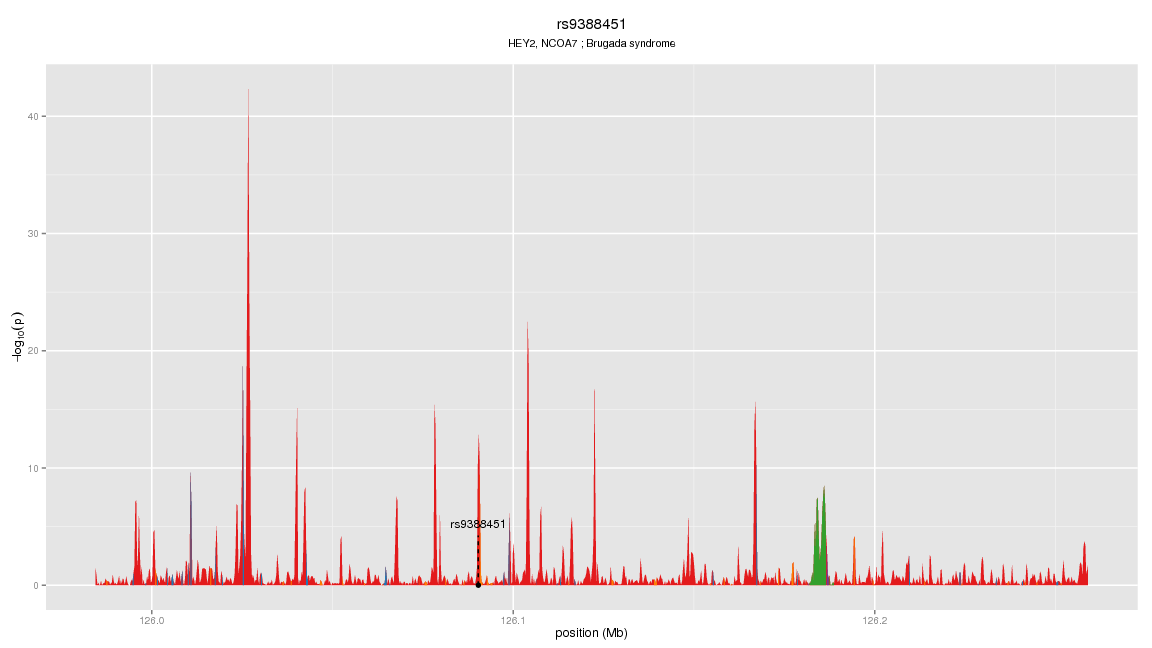 rs9388451
HEY2, NCOA7 ; Brugada syndrome
−log10(p)
40
30
20
10
0
rs9388451
126.0
126.1
126.2
position (Mb)